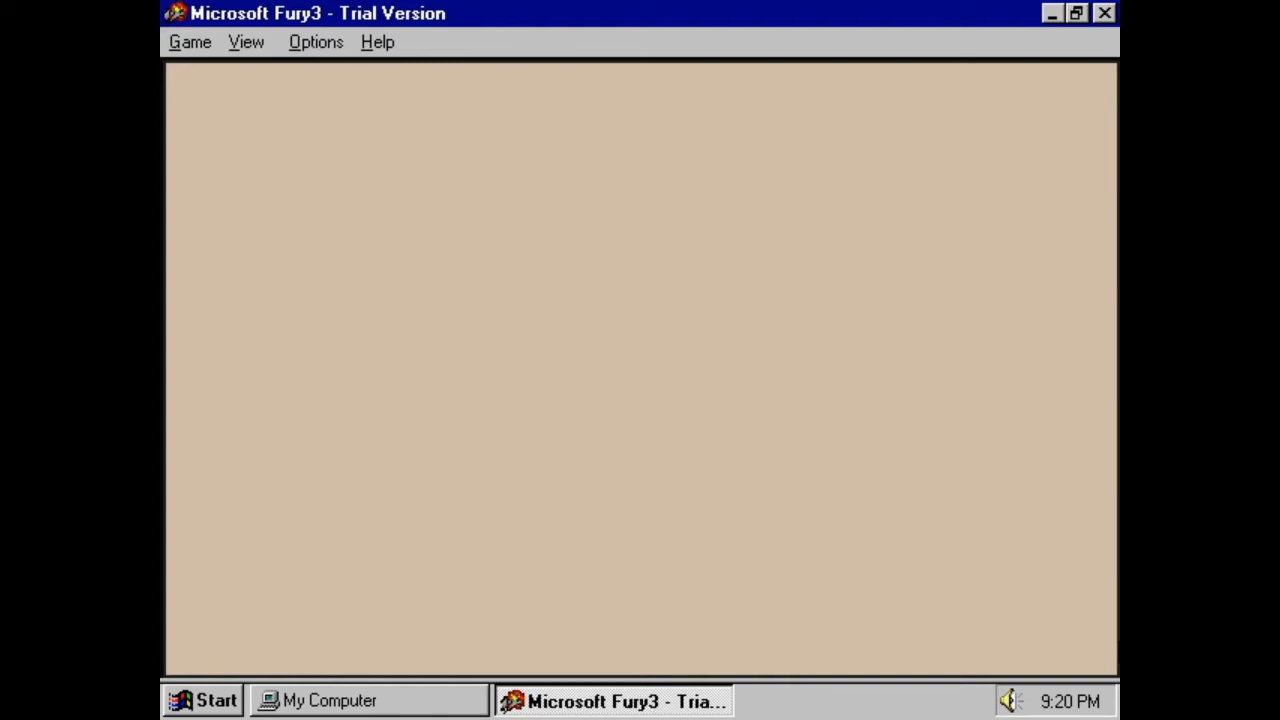 Microsoft Fury3 - Trial Version
Game View Options Help
Start My Computer Microsoft Fury3 - Tria... 9:20 PM